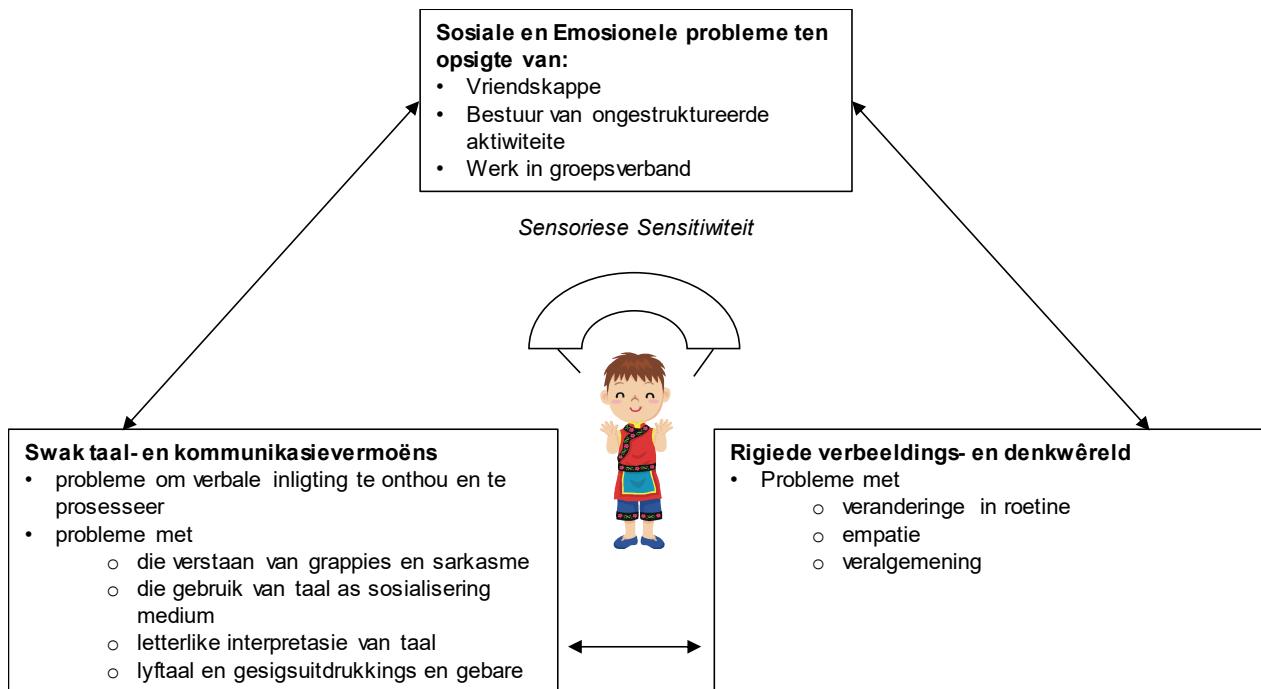 Sosiale en Emosionele probleme ten
opsigte van:
• Vriendskappe
• Bestuur van ongestruktureerde
aktiwiteite
• Werk in groepsverband
Sensoriese Sensitiwiteit
Swak taal- en kommunikasievermoëns
• probleme om verbale inligting te onthou en te
prosesseer
• probleme met
o die verstaan van grappies en sarkasme
o die gebruik van taal as sosialisering
medium
o letterlike interpretasie van taal
o lyftaal en gesigsuitdrukkings en gebare
Rigiede verbeeldings- en denkwêreld
• Probleme met
o veranderinge in roetine
o empatie
o veralgemening